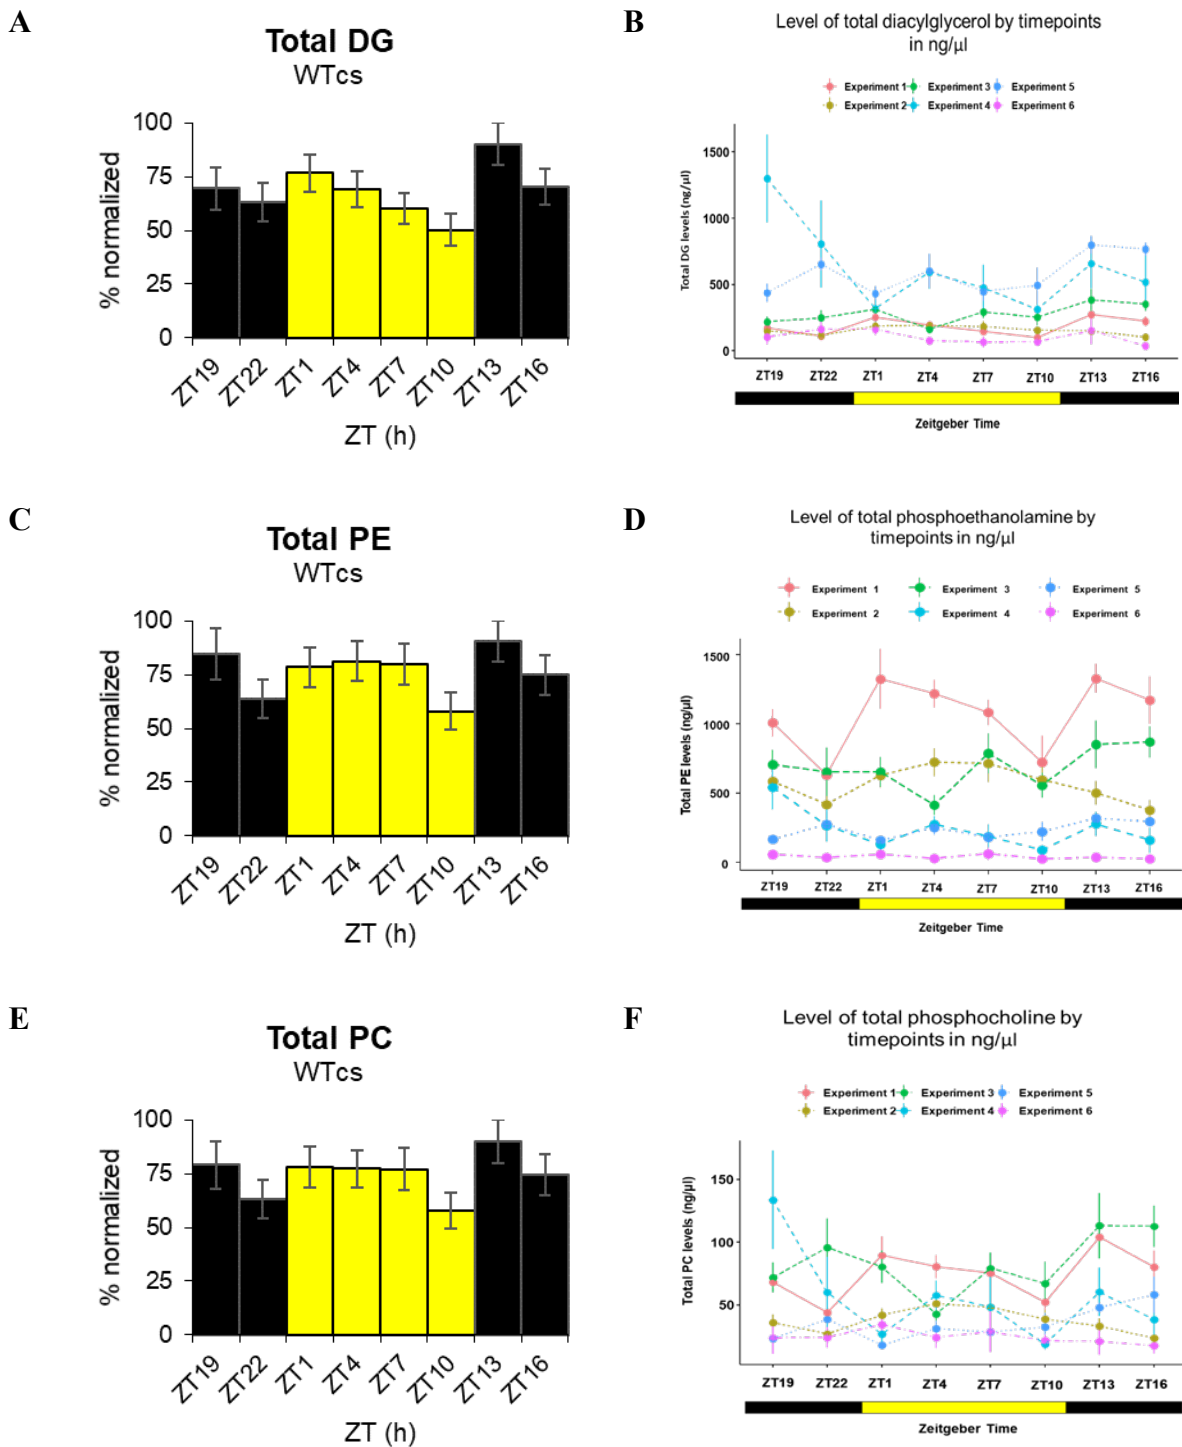 A
Total DG
WTcs
% normalized
100
75
50
25
0
ZT19 ZT22 ZT1 ZT4 ZT7 ZT10 ZT13 ZT16
ZT (h)
B
Level of total diacylglycerol by timepoints
in ng/µl
Experiment 1 Experiment 3 Experiment 5
Experiment 2 Experiment 4 Experiment 6
Total DG levels (ng/µl)
1500
1000
500
0
ZT19 ZT22 ZT1 ZT4 ZT7 ZT10 ZT13 ZT16
Zeitgeber Time
C
Total PE
WTcs
% normalized
100
75
50
25
0
ZT19 ZT22 ZT1 ZT4 ZT7 ZT10 ZT13 ZT16
ZT (h)
D
Level of total phosphoethanolamine by
timepoints in ng/µl
Experiment 1 Experiment 3 Experiment 5
Experiment 2 Experiment 4 Experiment 6
Total PE levels (ng/µl)
1500
1000
500
0
ZT19 ZT22 ZT1 ZT4 ZT7 ZT10 ZT13 ZT16
Zeitgeber Time
E
Total PC
WTcs
% normalized
100
75
50
25
0
ZT19 ZT22 ZT1 ZT4 ZT7 ZT10 ZT13 ZT16
ZT (h)
F
Level of total phosphocholine by
timepoints in ng/µl
Experiment 1 Experiment 3 Experiment 5
Experiment 2 Experiment 4 Experiment 6
Total PC levels (ng/µl)
150
100
50
ZT19 ZT22 ZT1 ZT4 ZT7 ZT10 ZT13 ZT16
Zeitgeber Time